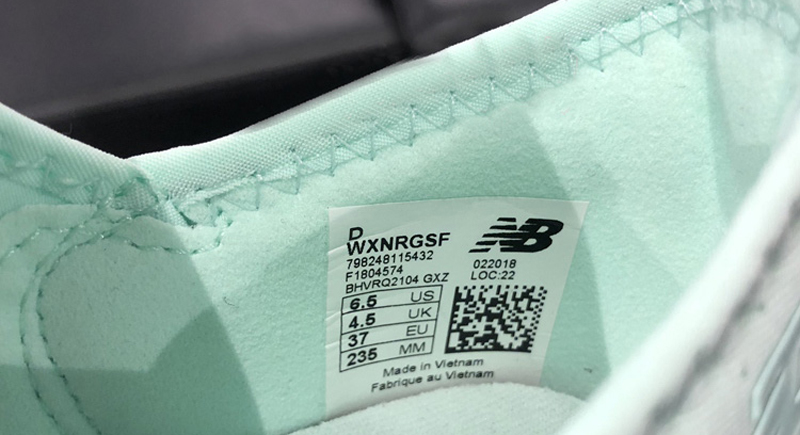 D
WXNRGSF
798248115432
F1804574
BHVRQ2104 GXZ
6.5 US
4.5 UK
37 EU
235 MM
NB
022018
LOC:22
Made in Vietnam
Fabrique au Vietnam